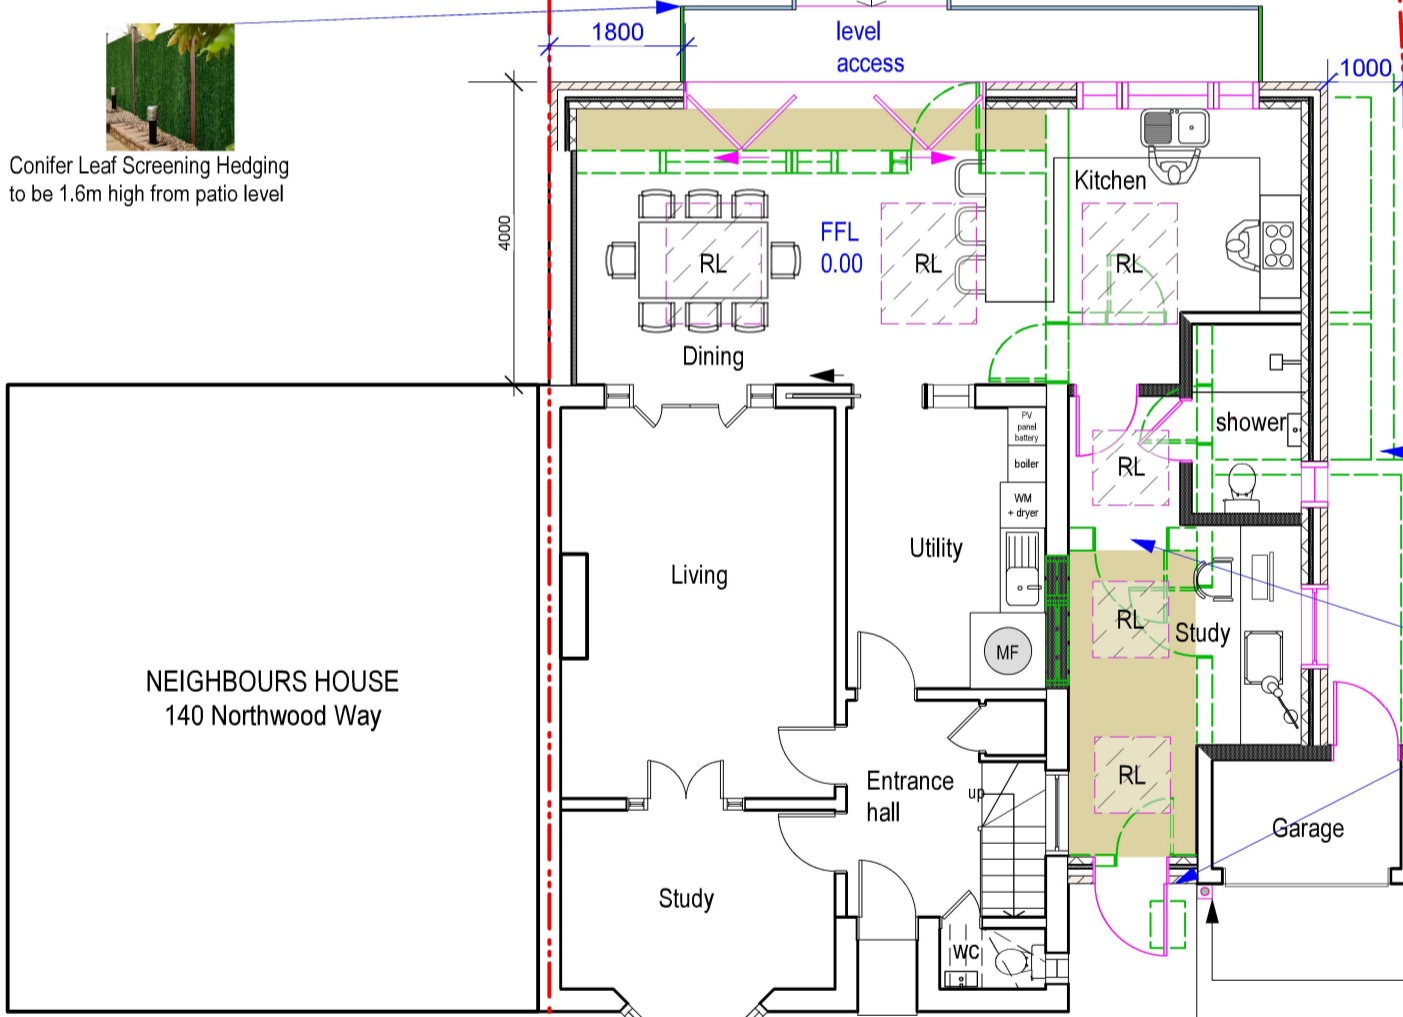 1800
level
access
1000
Conifer Leaf Screening Hedging
to be 1.6m high from patio level
4000
Kitchen
FFL
0.00
RL
RL
RL
Dining
PV
panel
battery
boiler
WM
+ dryer
RL
shower
Utility
Living
RL
Study
MF
NEIGHBOURS HOUSE
140 Northwood Way
RL
Entrance
hall
up
Garage
Study
WC